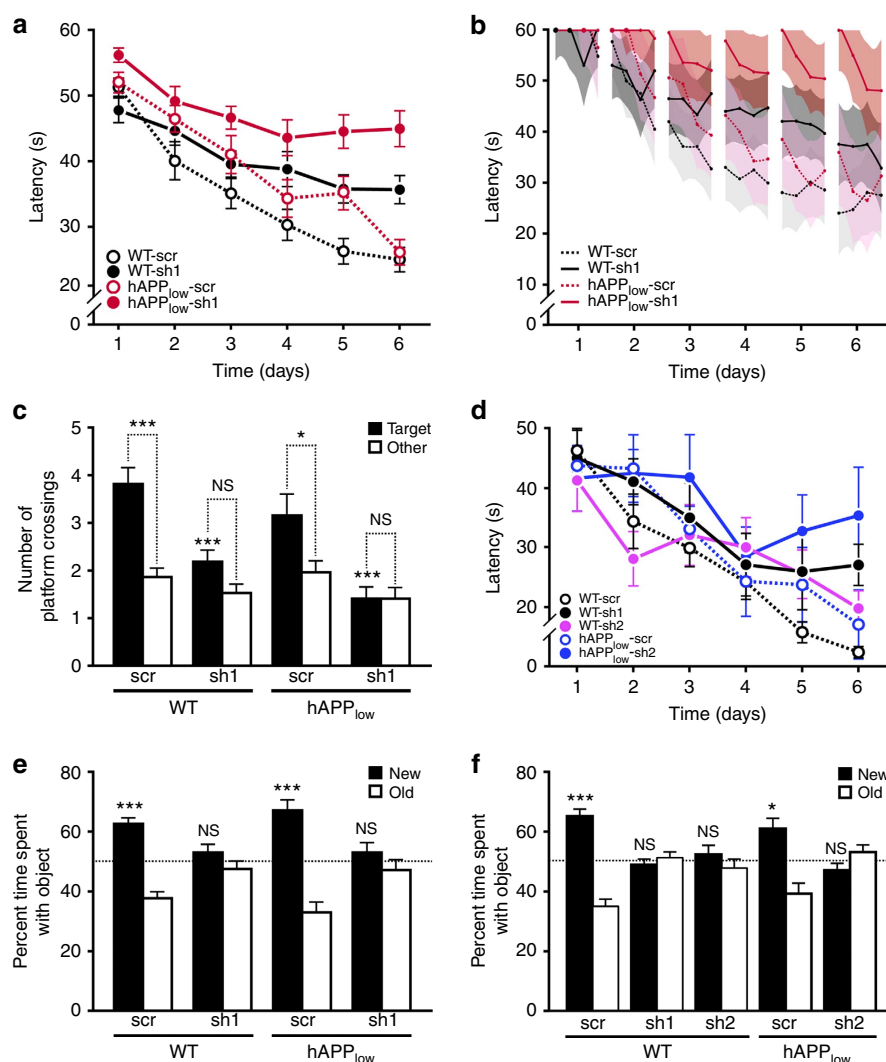 a
60
50
40
30
20
0
Latency (s)
WT-scr
WT-sh1
hAPPlow-scr
hAPPlow-sh1
1 2 3 4 5 6
Time (days)
b
60
50
40
30
20
10
0
Latency (s)
WT-scr
WT-sh1
hAPPlow-scr
hAPPlow-sh1
1 2 3 4 5 6
Time (days)
c
5
4
3
2
1
0
Number of
platform crossings
Target
Other
***
NS
***
*
NS
***
scr sh1 scr sh1
WT hAPPlow
d
50
40
30
20
0
Latency (s)
WT-scr
WT-sh1
WT-sh2
hAPPlow-scr
hAPPlow-sh2
1 2 3 4 5 6
Time (days)
e
80
60
40
20
0
Percent time spent
with object
New
Old
*** NS *** NS
scr sh1 scr sh1
WT hAPPlow
f
80
60
40
20
0
Percent time spent
with object
New
Old
*** NS NS * NS
scr sh1 sh2 scr sh2
WT hAPPlow